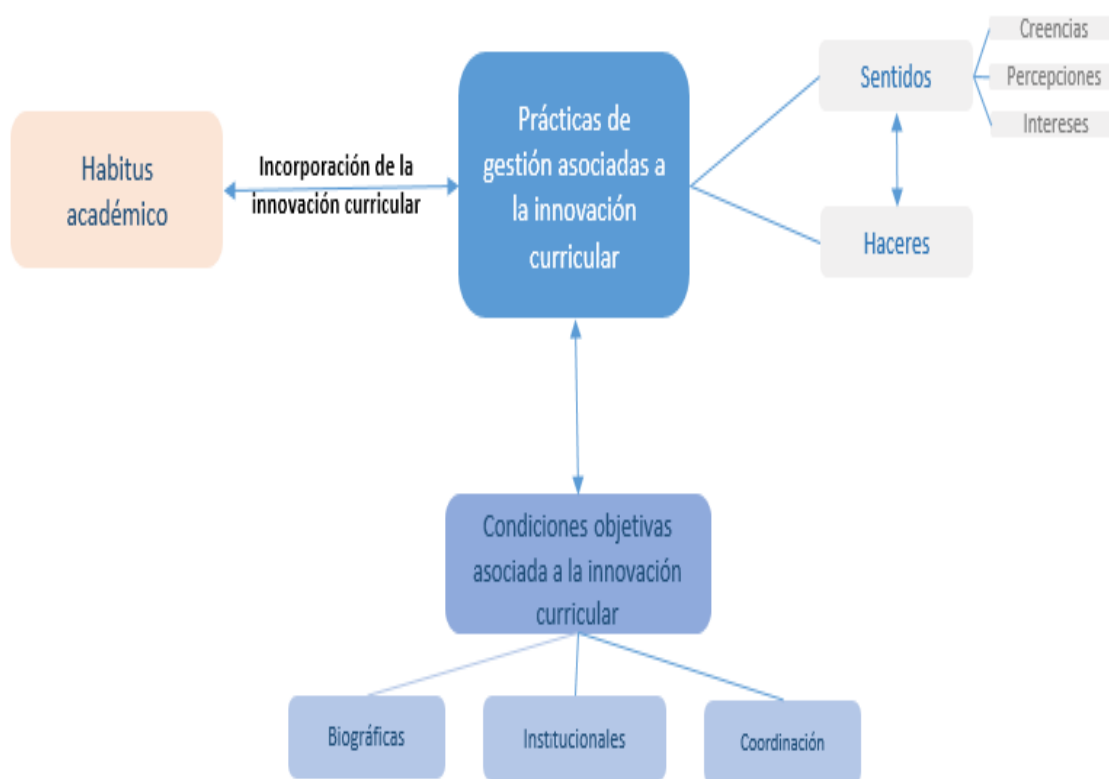 Creencias
Prácticas de
gestión asociadas a
la innovación
curricular
Sentidos
Percepciones
Intereses
Habitus
académico
Incorporación de la
innovación curricular
Haceres
Condiciones objetivas
asociada a la innovación
curricular
Biográficas
Institucionales
Coordinación